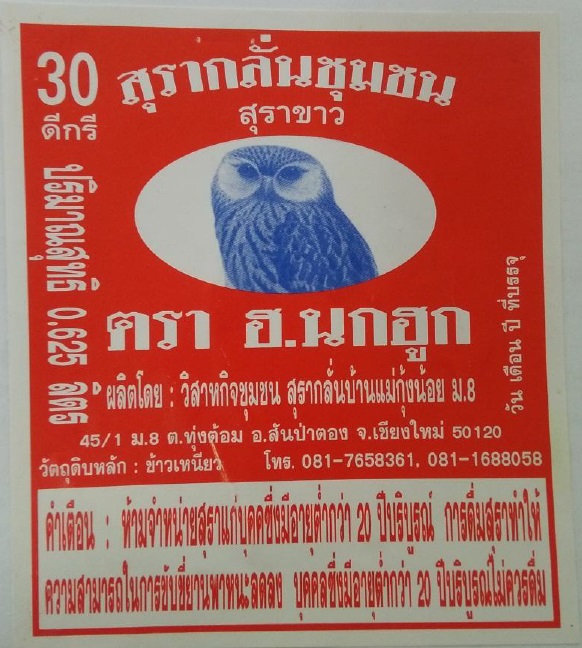 30
ดีกรี
สุรากลั่นชุมชน
สุราขาว
ปริมาณสุทธิ 0.625 ลิตร
ตรา ฮ.นกฮูก
วัน เดือน ปี ที่บรรจุ
ผลิตโดย : วิสาหกิจชุมชน สุรากลั่นบ้านแม่กุ้งน้อย ม.8
45/1 ม.8 ต.ทุ่งต้อม อ.สันป่าตอง จ.เชียงใหม่ 50120
วัตถุดิบหลัก : ข้าวเหนียว โทร. 081-7658361, 081-1688058
คำเตือน : ห้ามจำหน่ายสุราแก่บุคคลซึ่งมีอายุต่ำกว่า 20 ปีบริบูรณ์ การดื่มสุราทำให้
ความสามารถในการขับขี่ยานพาหนะลดลง บุคคลซึ่งมีอายุต่ำกว่า 20 ปีบริบูรณ์ไม่ควรดื่ม